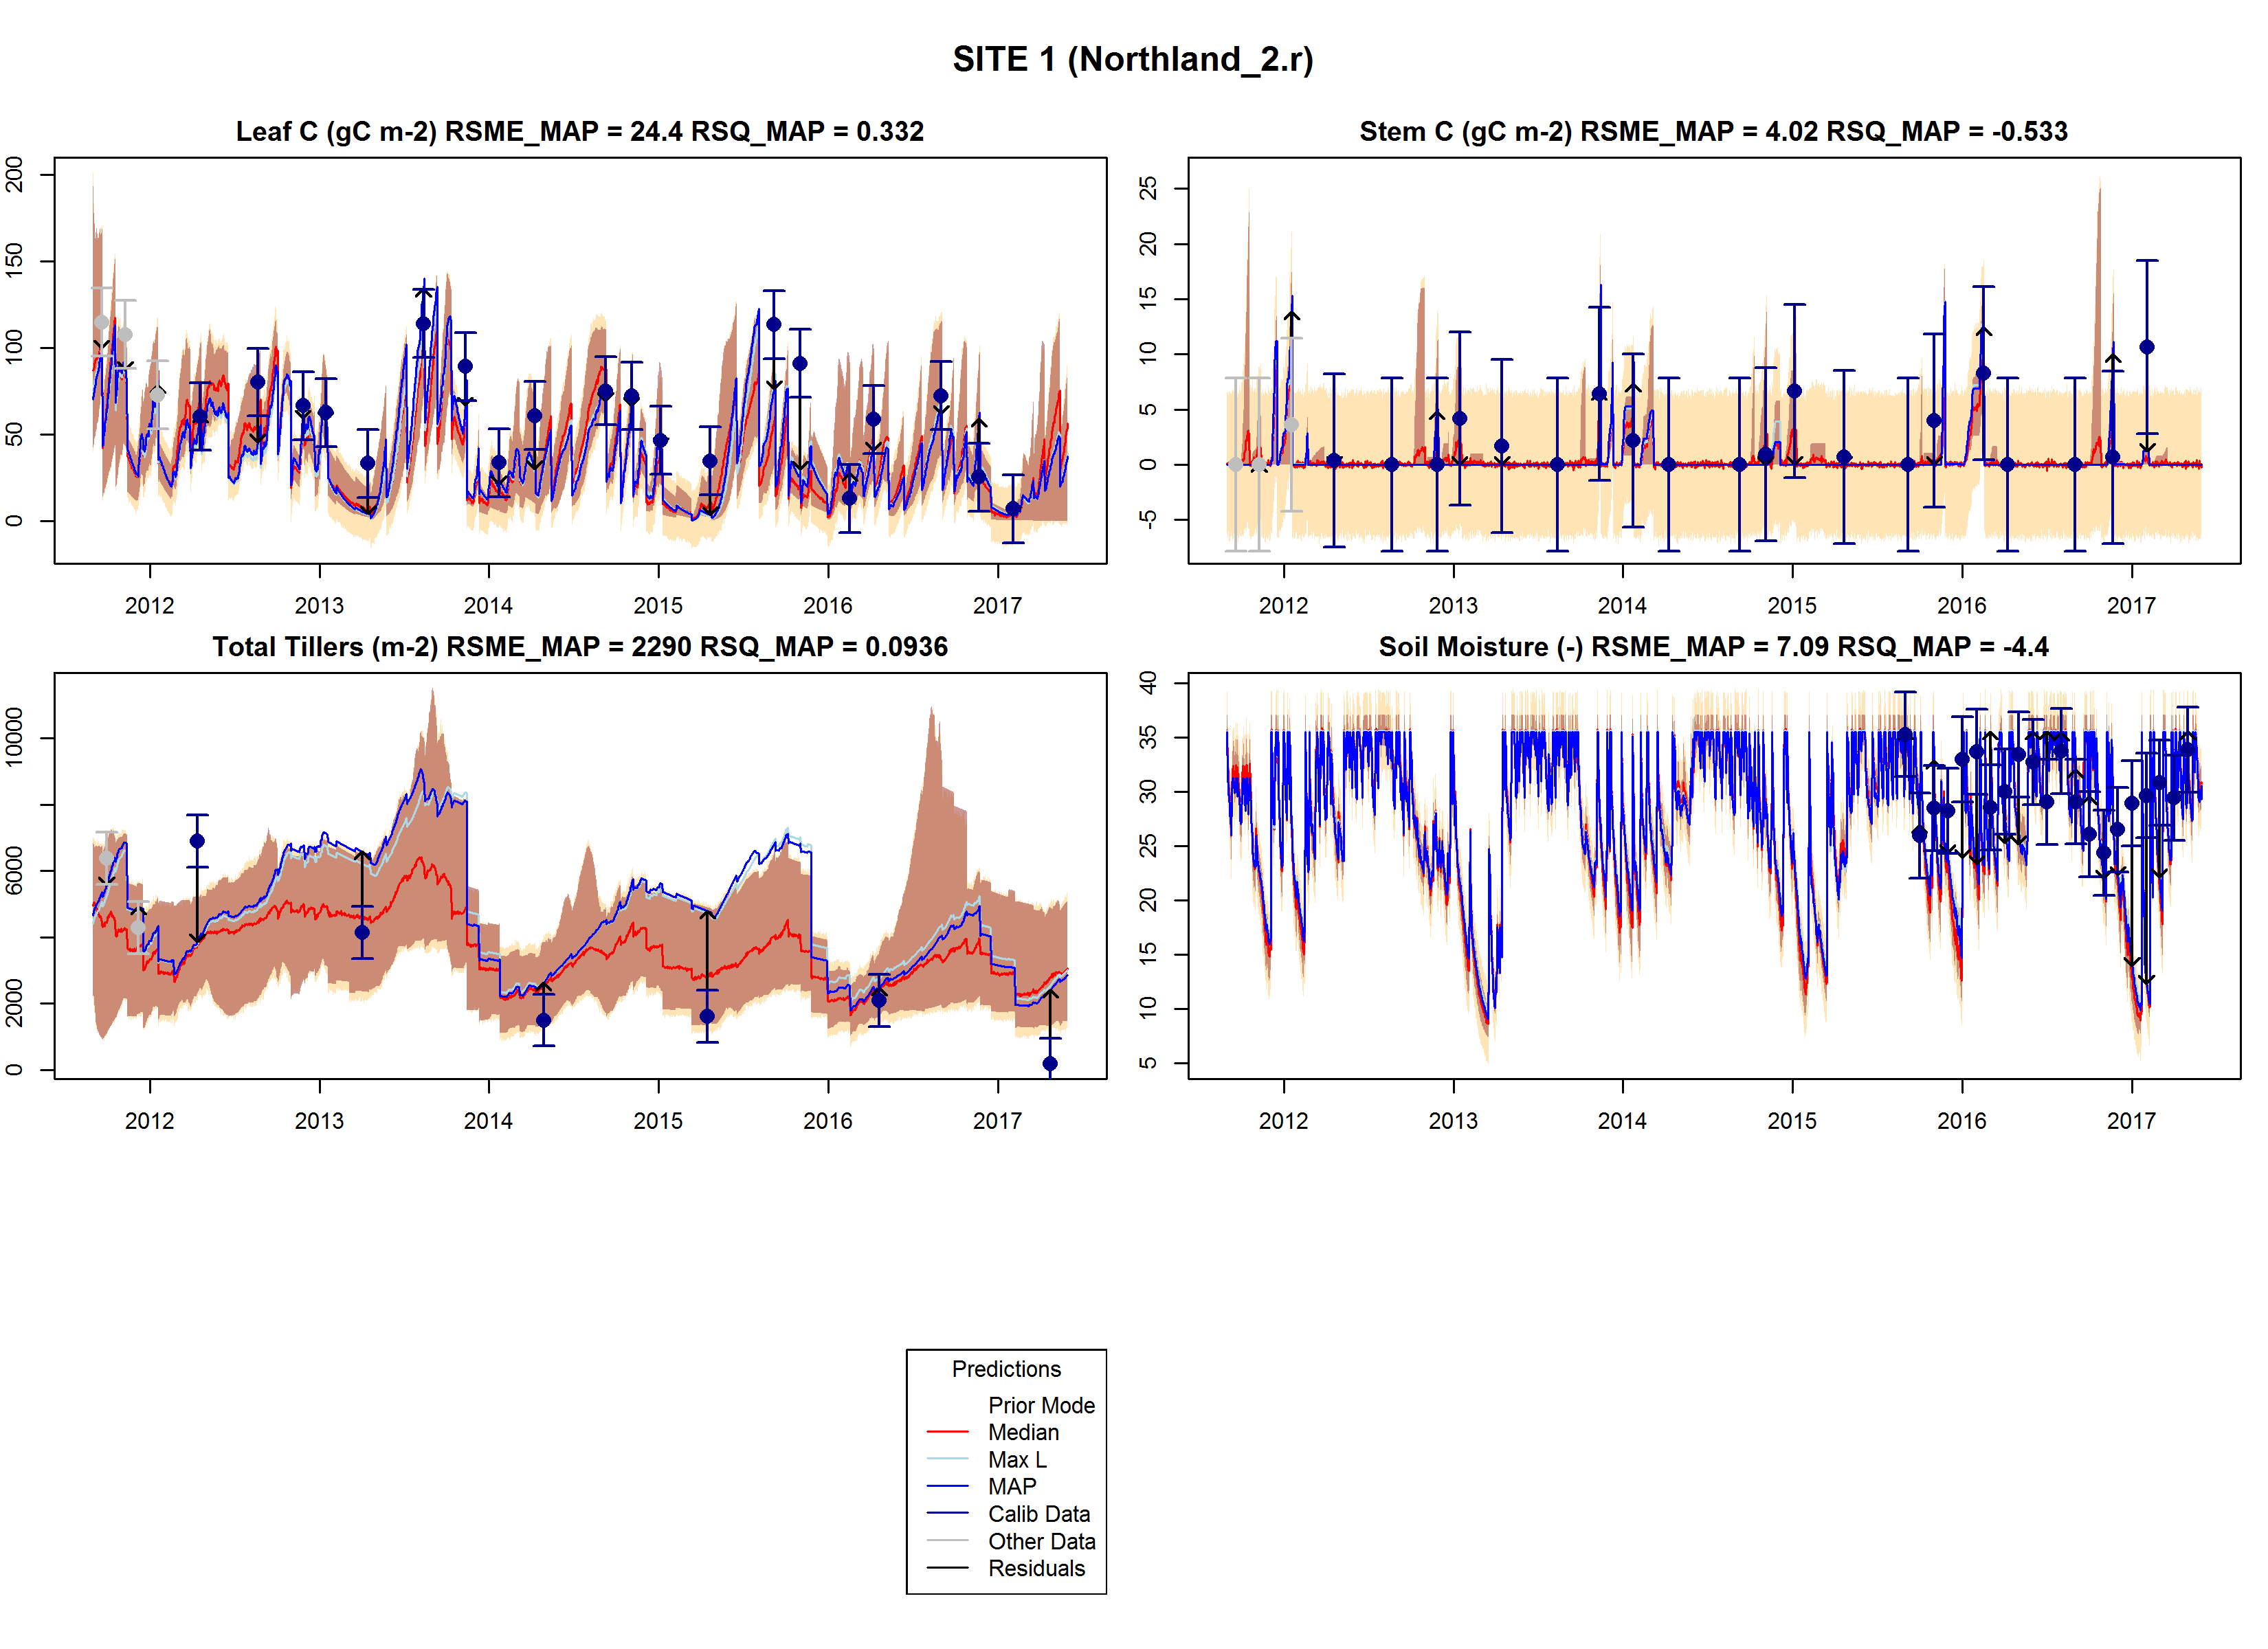 SITE 1 (Northland_2.r)
Leaf C (gC m-2) RSME_MAP = 24.4 RSQ_MAP = 0.332
200
150
100
50
0
2012 2013 2014 2015 2016 2017
Stem C (gC m-2) RSME_MAP = 4.02 RSQ_MAP = -0.533
25
20
15
10
5
0
-5
2012 2013 2014 2015 2016 2017
Total Tillers (m-2) RSME_MAP = 2290 RSQ_MAP = 0.0936
10000
6000
2000
0
2012 2013 2014 2015 2016 2017
Soil Moisture (-) RSME_MAP = 7.09 RSQ_MAP = -4.4
40
35
30
25
20
15
10
5
2012 2013 2014 2015 2016 2017
Predictions
Prior Mode
Median
Max L
MAP
Calib Data
Other Data
Residuals